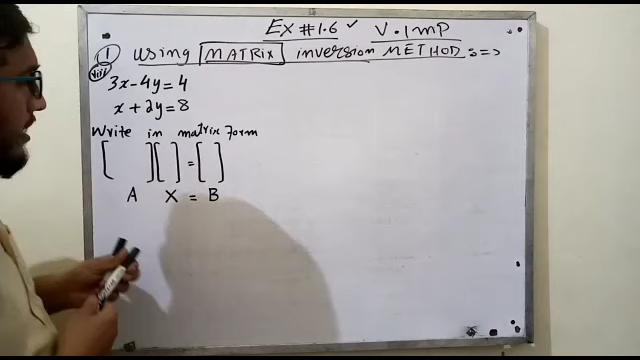 EX # 1.6 ✓ V.IMP
① using MATRIX inversion METHOD :=>
viii
3x-4y=4
x+2y=8
Write in matrix form
[ ][ ]=[ ]
A X = B